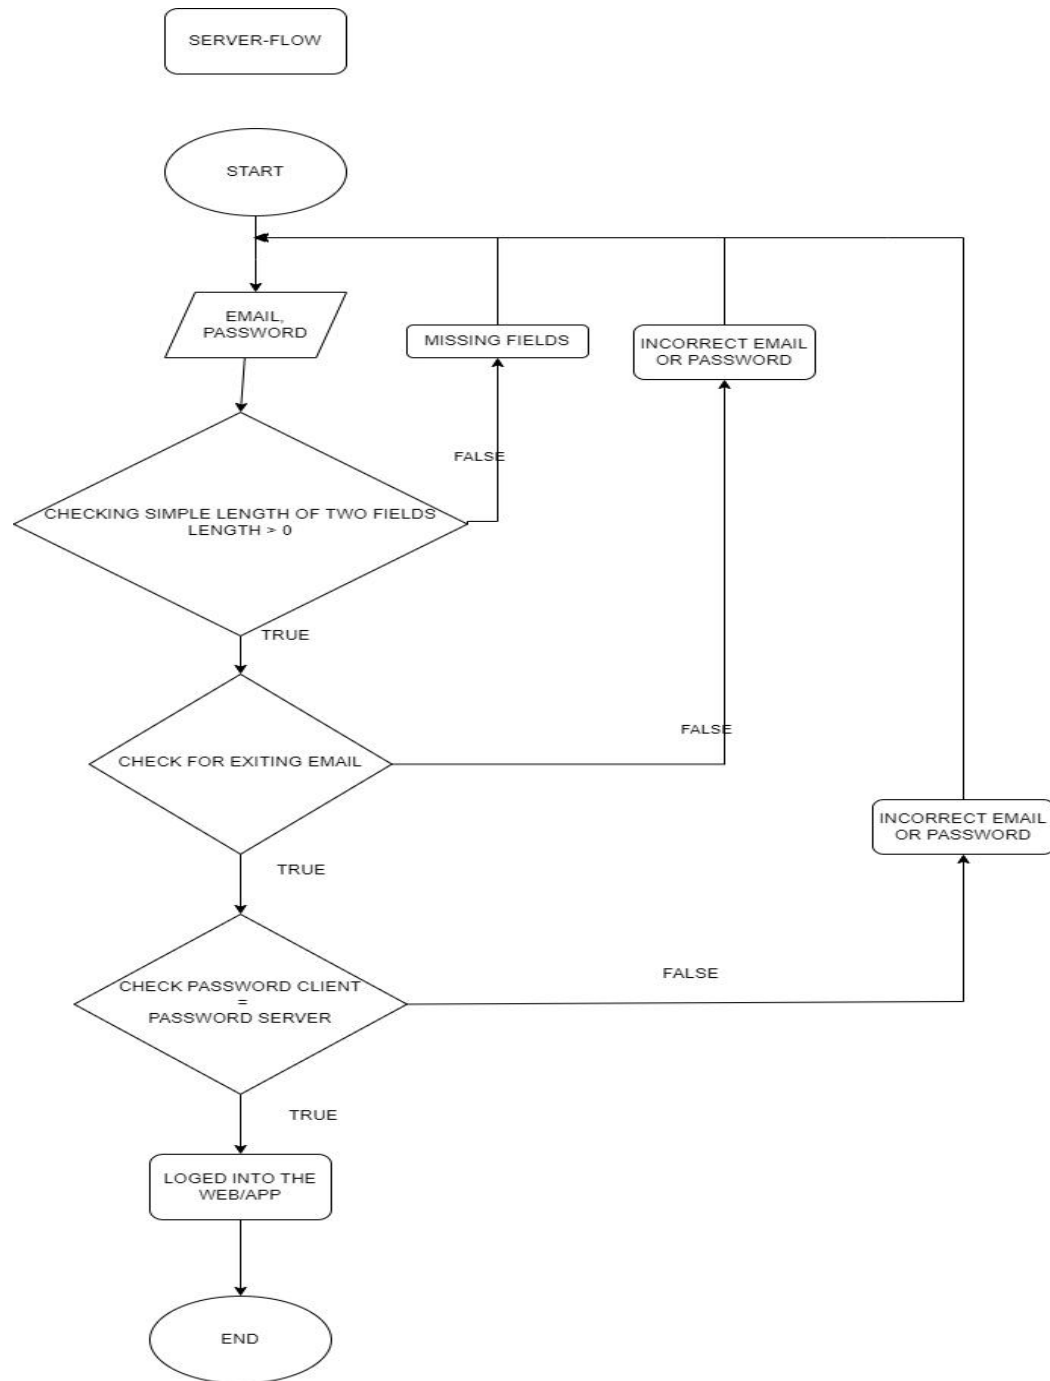 SERVER-FLOW
START
EMAIL,
PASSWORD
MISSING FIELDS
INCORRECT EMAIL
OR PASSWORD
FALSE
CHECKING SIMPLE LENGTH OF TWO FIELDS
LENGTH > 0
TRUE
FALSE
CHECK FOR EXITING EMAIL
INCORRECT EMAIL
OR PASSWORD
TRUE
FALSE
CHECK PASSWORD CLIENT
=
PASSWORD SERVER
TRUE
LOGED INTO THE
WEB/APP
END